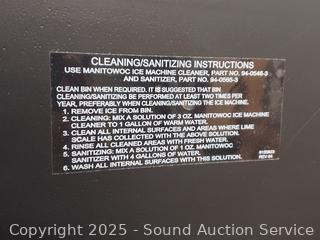 CLEANING/SANITIZING INSTRUCTIONS
USE MANITOWOC ICE MACHINE CLEANER, PART NO. 94-0546-3
AND SANITIZER, PART NO. 94-0565-3
CLEAN BIN WHEN REQUIRED. IT IS SUGGESTED THAT BIN
CLEANING/SANITIZING BE PERFORMED AT LEAST TWO TIMES PER
YEAR, PREFERABLY WHEN CLEANING/SANITIZING THE ICE MACHINE.
1. REMOVE ICE FROM BIN.
2. CLEANING: MIX A SOLUTION OF 3 OZ. MANITOWOC ICE MACHINE
CLEANER TO 1 GALLON OF WARM WATER.
3. CLEAN ALL INTERNAL SURFACES AND AREAS WHERE LIME
SCALE HAS COLLECTED WITH THE ABOVE SOLUTION.
4. RINSE ALL CLEANED AREAS WITH FRESH WATER.
5. SANITIZING: MIX A SOLUTION OF 1 OZ. MANITOWOC
SANITIZER WITH 4 GALLONS OF WATER.
6. WASH ALL INTERNAL SURFACES WITH THIS SOLUTION.
Copyright 2025 - Sound Auction Service